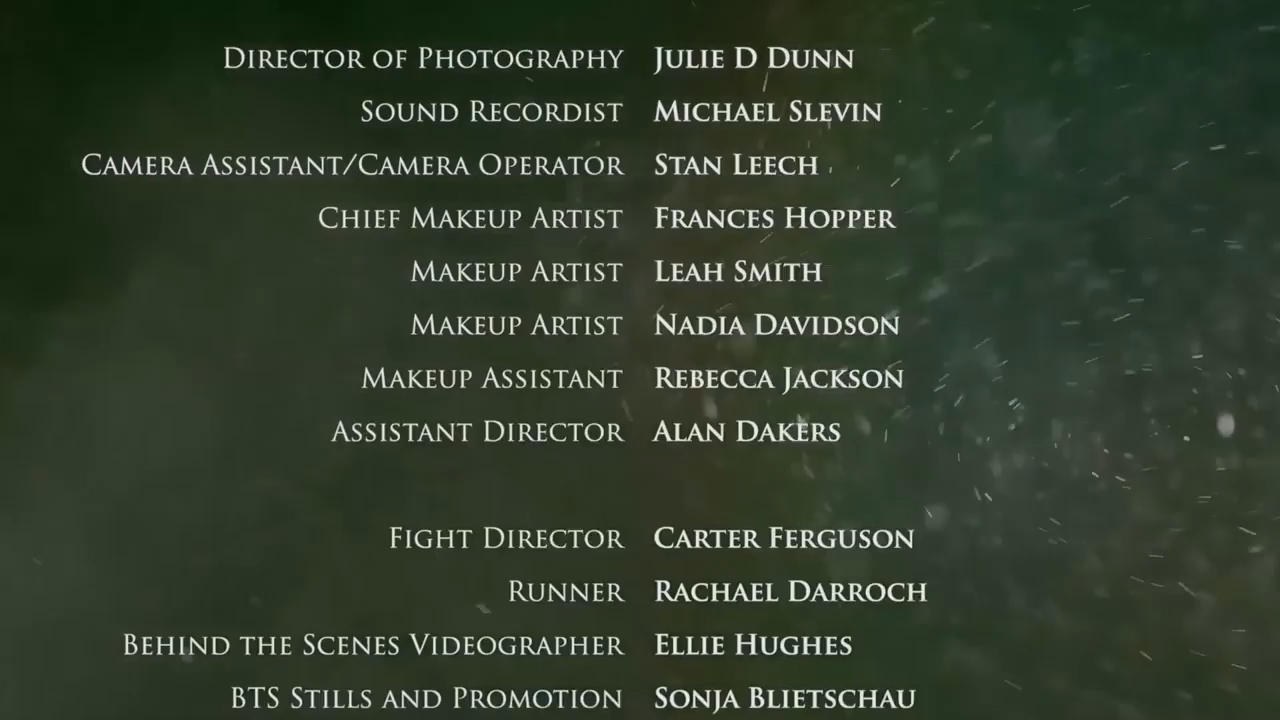 Director of Photography Julie D Dunn
Sound Recordist Michael Slevin
Camera Assistant/Camera Operator Stan Leech
Chief Makeup Artist Frances Hopper
Makeup Artist Leah Smith
Makeup Artist Nadia Davidson
Makeup Assistant Rebecca Jackson
Assistant Director Alan Dakers
Fight Director Carter Ferguson
Runner Rachael Darroch
Behind the Scenes Videographer Ellie Hughes
BTS Stills and Promotion Sonja Blietschau